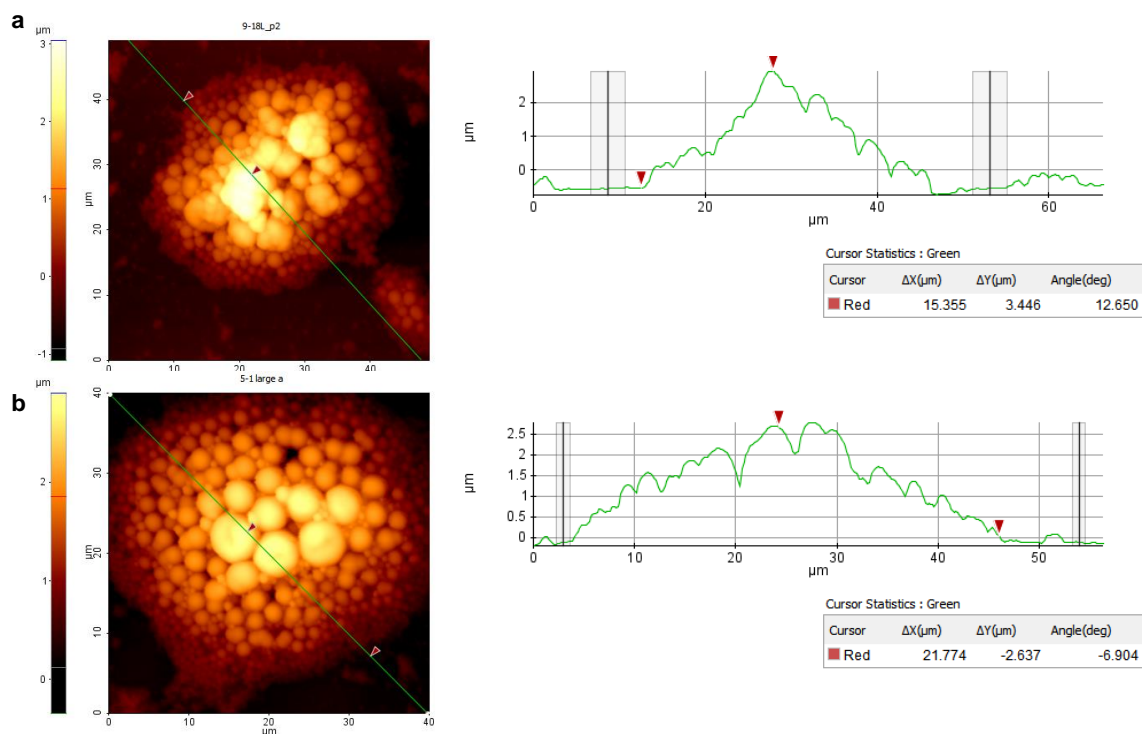 a
µm
9-18L_p2
3
2
1
0
-1
µm
40
30
20
10
0
10
20
30
40
µm
2
0
0
20
40
60
µm
Cursor Statistics : Green
Cursor ΔX(µm) ΔY(µm) Angle(deg)
Red 15.355 3.446 12.650
b
µm
5-1 large a
2
1
0
µm
40
30
20
10
0
0
10
20
30
40
µm
µm
2.5
2
1.5
1
0.5
0
0
10
20
30
40
50
µm
Cursor Statistics : Green
Cursor ΔX(µm) ΔY(µm) Angle(deg)
Red 21.774 -2.637 -6.904